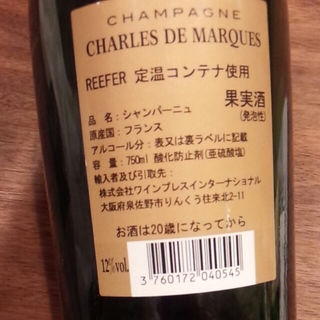 CHAMPAGNE
CHARLES DE MARQUES
REEFER 定温コンテナ使用
果実酒
(発泡性)
品名：シャンパーニュ
原産国：フランス
アルコール分：表又は裏ラベルに記載
容量：750ml 酸化防止剤(亜硫酸塩)
輸入者及び引取先：
株式会社ワインプレスインターナショナル
大阪府泉佐野市りんくう往来北2-11
お酒は20歳になってから
12%vol.
3 760172 040545